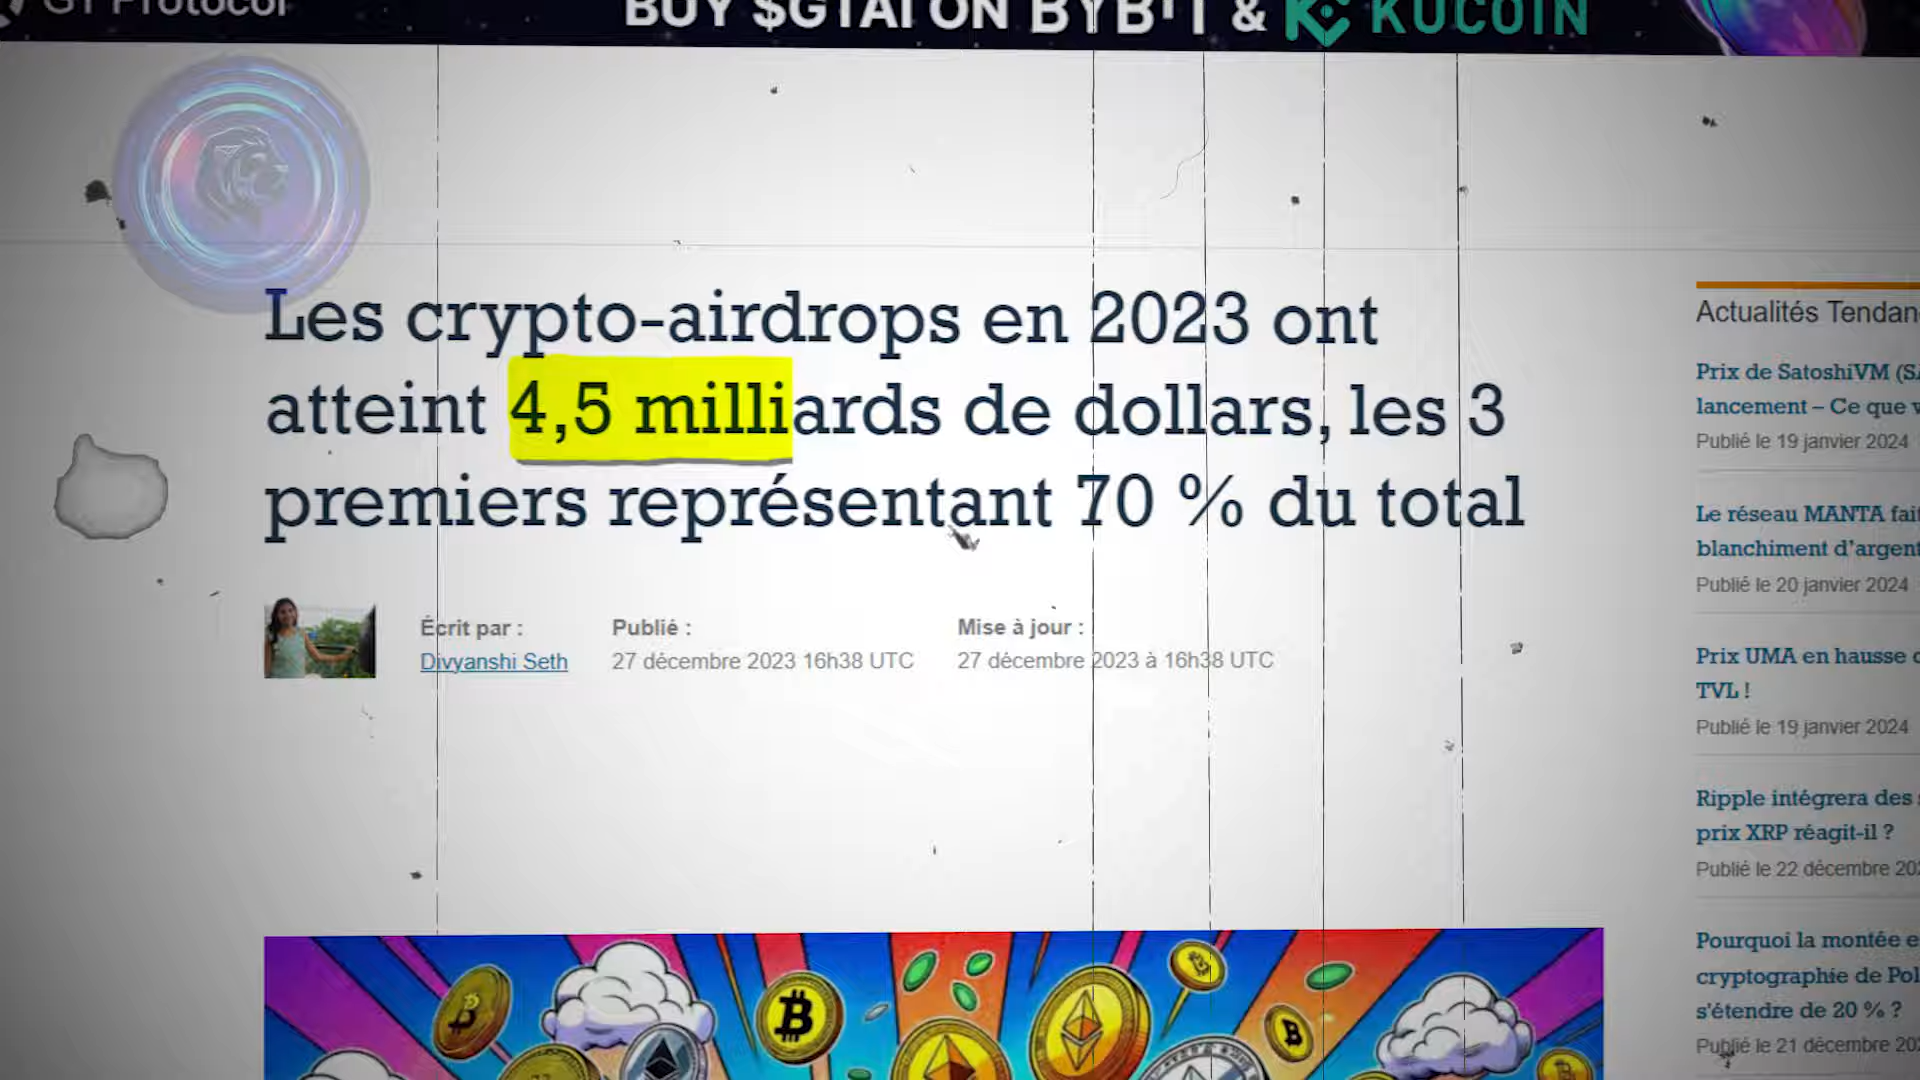 GT Protocol
BUY $GTAI ON BYBIT & KUCOIN
Les crypto-airdrops en 2023 ont
atteint 4,5 milliards de dollars, les 3
premiers représentant 70 % du total
Écrit par :
Divyanshi Seth
Publié :
27 décembre 2023 16h38 UTC
Mise à jour :
27 décembre 2023 à 16h38 UTC
Actualités
Prix de SatoshiVM
lancement – Ce que
Publié le 19 janvier 2024
Le réseau MANTA fait
blanchiment d'argent
Publié le 20 janvier 2024
Prix UMA en hausse
TVL !
Publié le 19 janvier 2024
Ripple intégrera des
prix XRP réagit-il ?
Publié le 22 décembre
Pourquoi la montée
cryptographie de
s'étendre de 20 % ?
Publié le 21 décembre